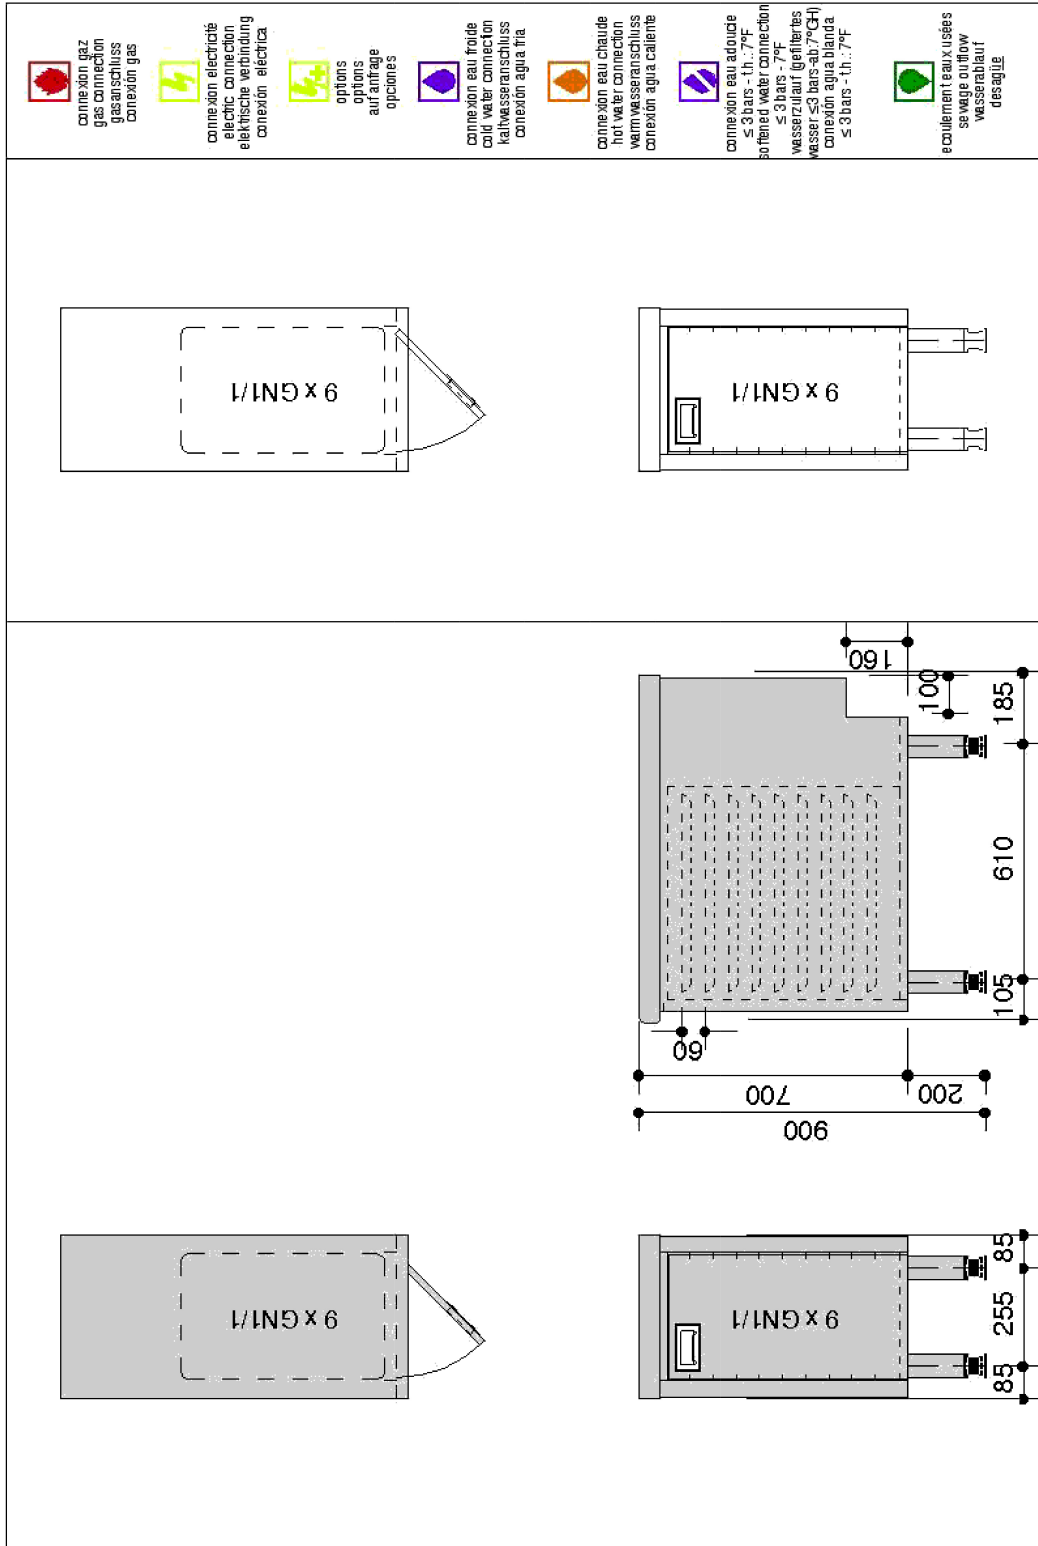 connexion gaz
gas connection
gasanschluss
conexión gas
connexion electricité
electric connection
elektrische verbindung
conexión eléctrica
options
options
auf anfrage
opciones
connexion eau froide
cold water connection
kaltwasseranschluss
conexión agua fria
connexion eau chaude
hot water connection
warmwasseranschluss
conexión agua caliente
connexion eau adoucie
≤ 3 bars - t.h.: 7°F
softened water connection
≤ 3 bars - 7°F
wasserzulauf (gefiltertes
wasser ≤3 bars-ab.7°GH)
conexión agua blanda
≤ 3 bars - t.h.: 7°F
ecoulement eaux usées
sewage outflow
wasserablauf
desagüe
9 x GN1/1
9 x GN1/1
160
100
185
610
105
60
700
200
900
9 x GN1/1
9 x GN1/1
85
255
85